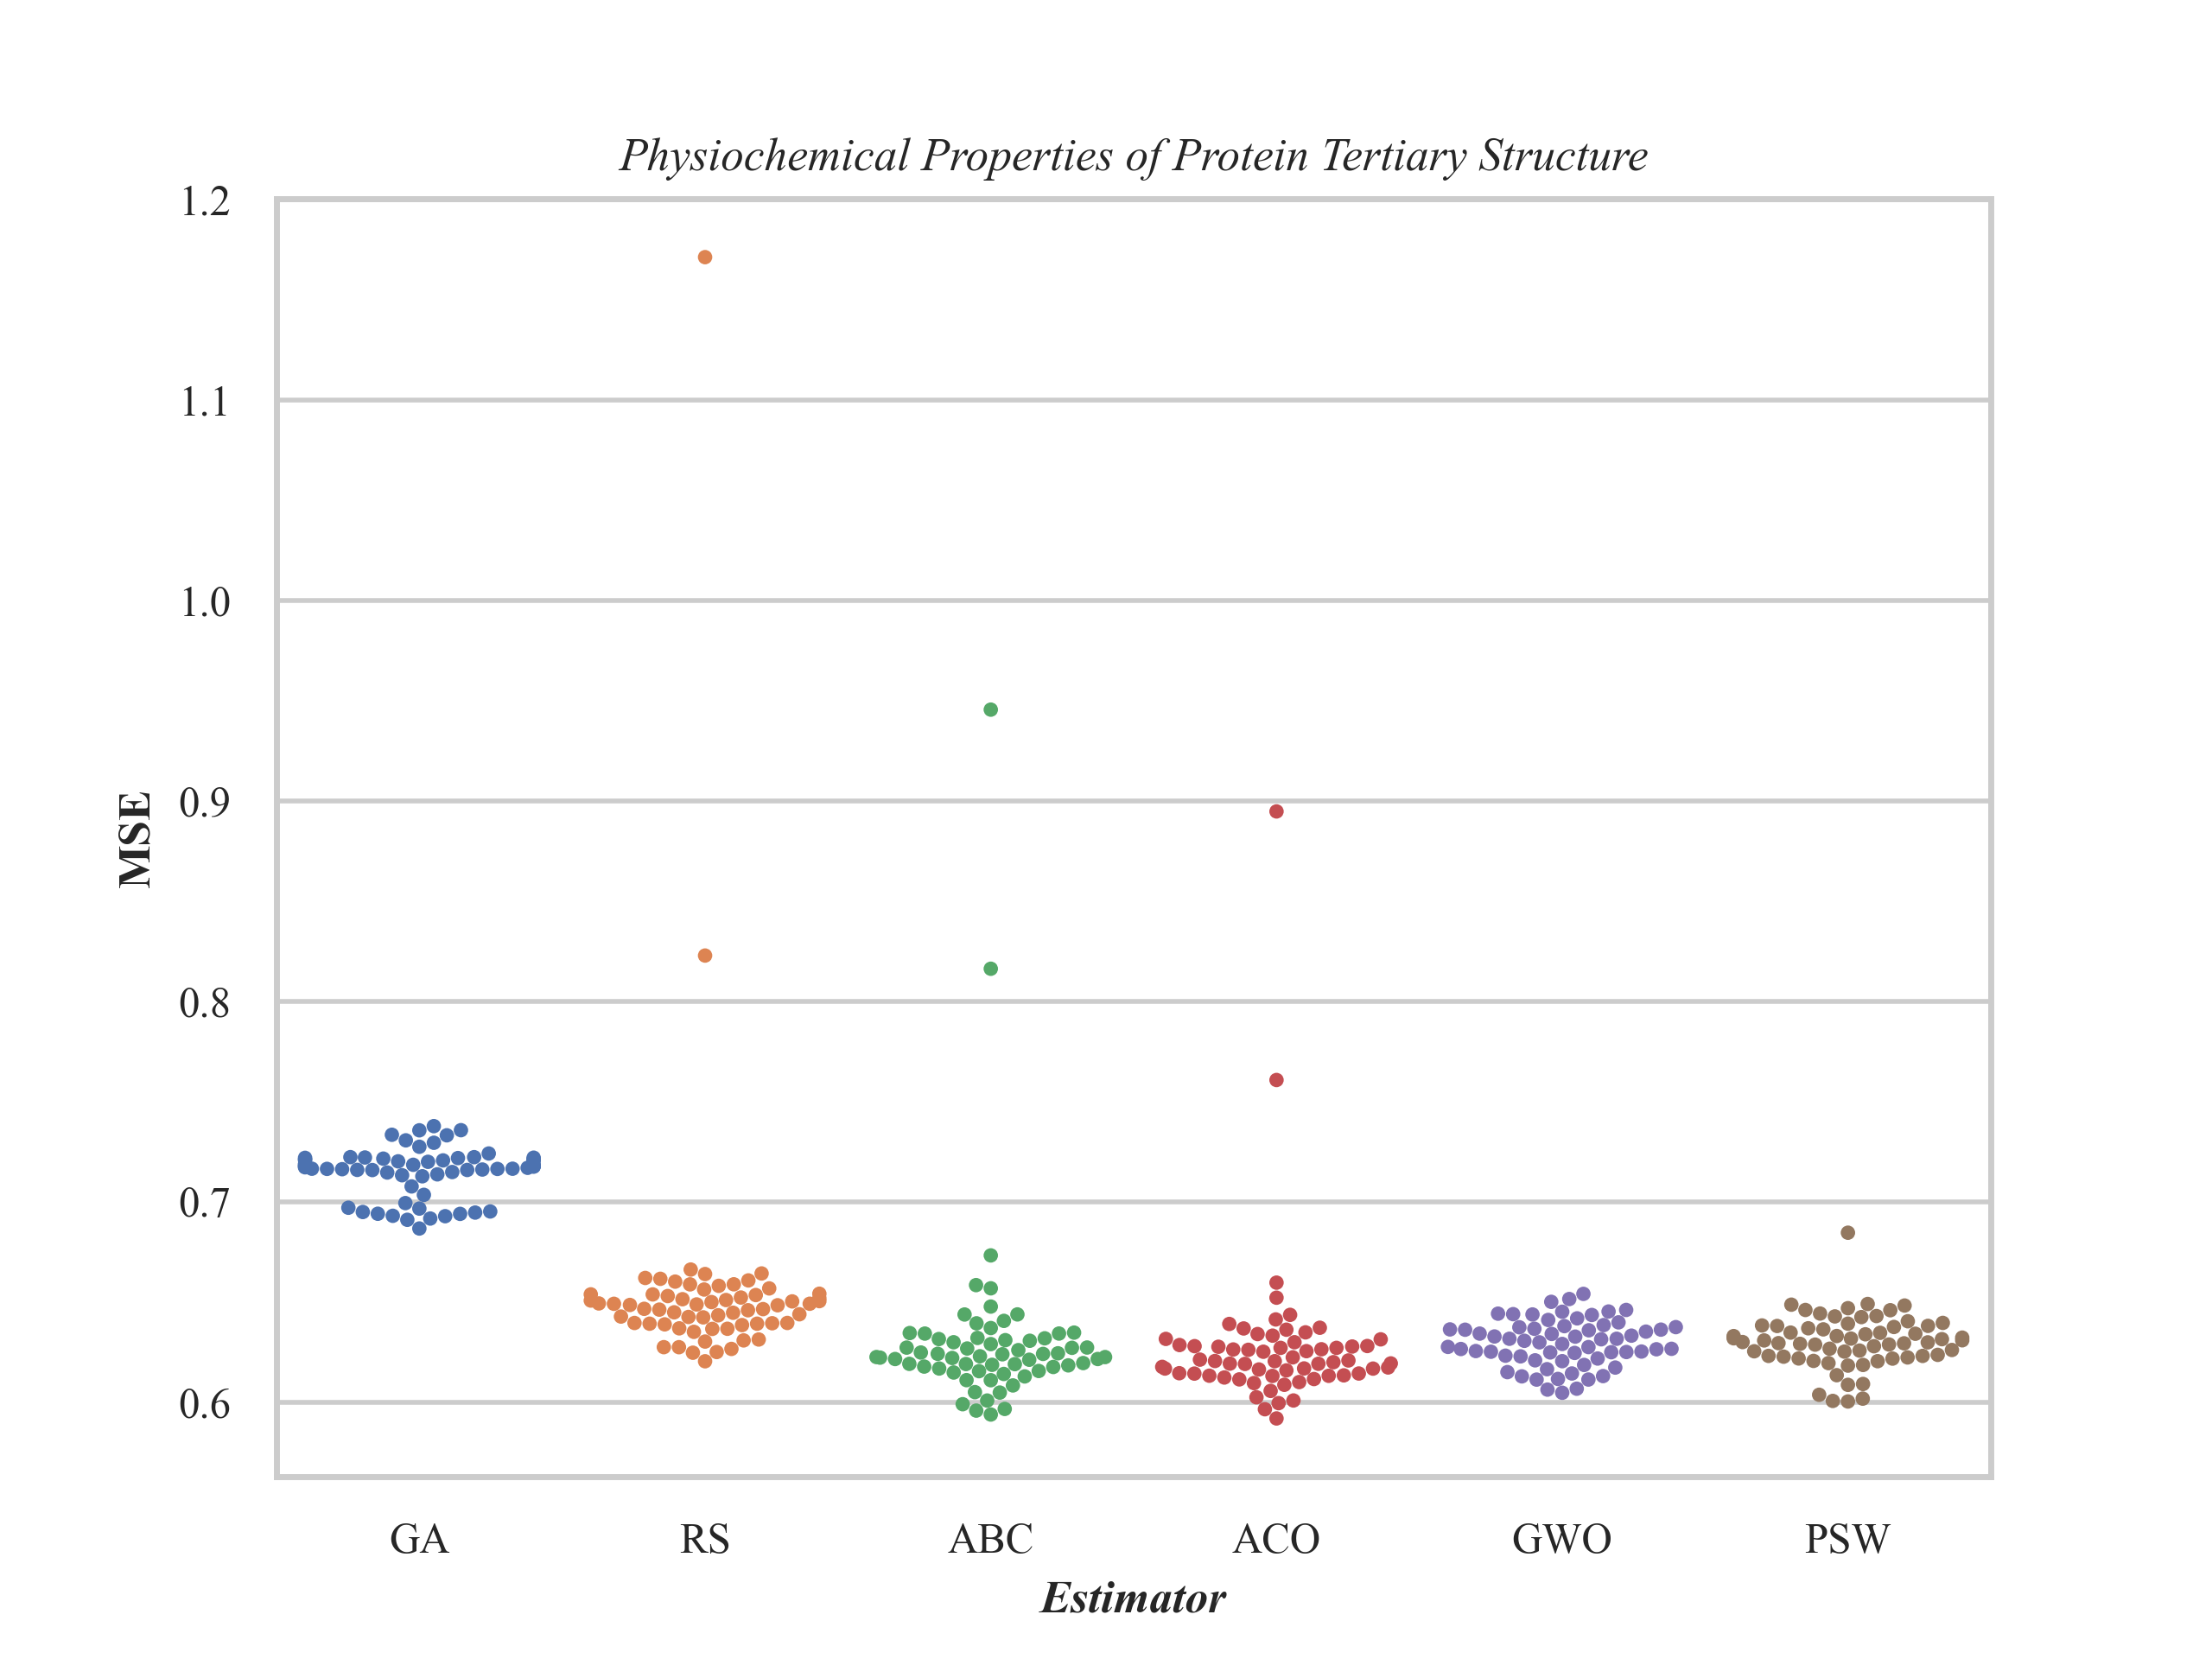 Physiochemical Properties of Protein Tertiary Structure
1.2
1.1
1.0
0.9
0.8
0.7
0.6
MSE
GA RS ABC ACO GWO PSW
Estimator